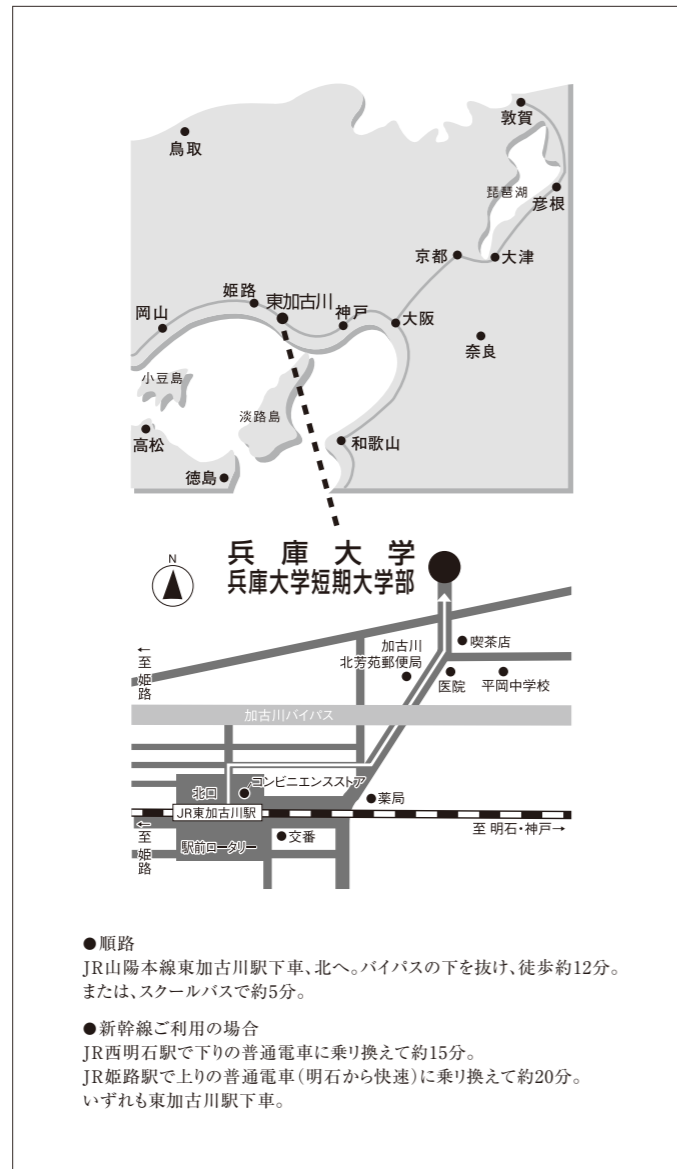 敦賀
鳥取
琵琶湖
彦根
京都
大津
姫路
東加古川
岡山
神戸
大阪
奈良
小豆島
淡路島
高松
和歌山
徳島
兵庫大学
兵庫大学短期大学部
N
喫茶店
加古川
北芳苑郵便局
←至 姫路
医院
平岡中学校
加古川バイパス
コンビニエンスストア
北口
薬局
JR東加古川駅
至 明石・神戸→
←至 姫路
交番
駅前ロータリー
●順路
JR山陽本線東加古川駅下車、北へ。バイパスの下を抜け、徒歩約12分。
または、スクールバスで約5分。
●新幹線ご利用の場合
JR西明石駅で下りの普通電車に乗り換えて約15分。
JR姫路駅で上りの普通電車（明石から快速）に乗り換えて約20分。
いずれも東加古川駅下車。